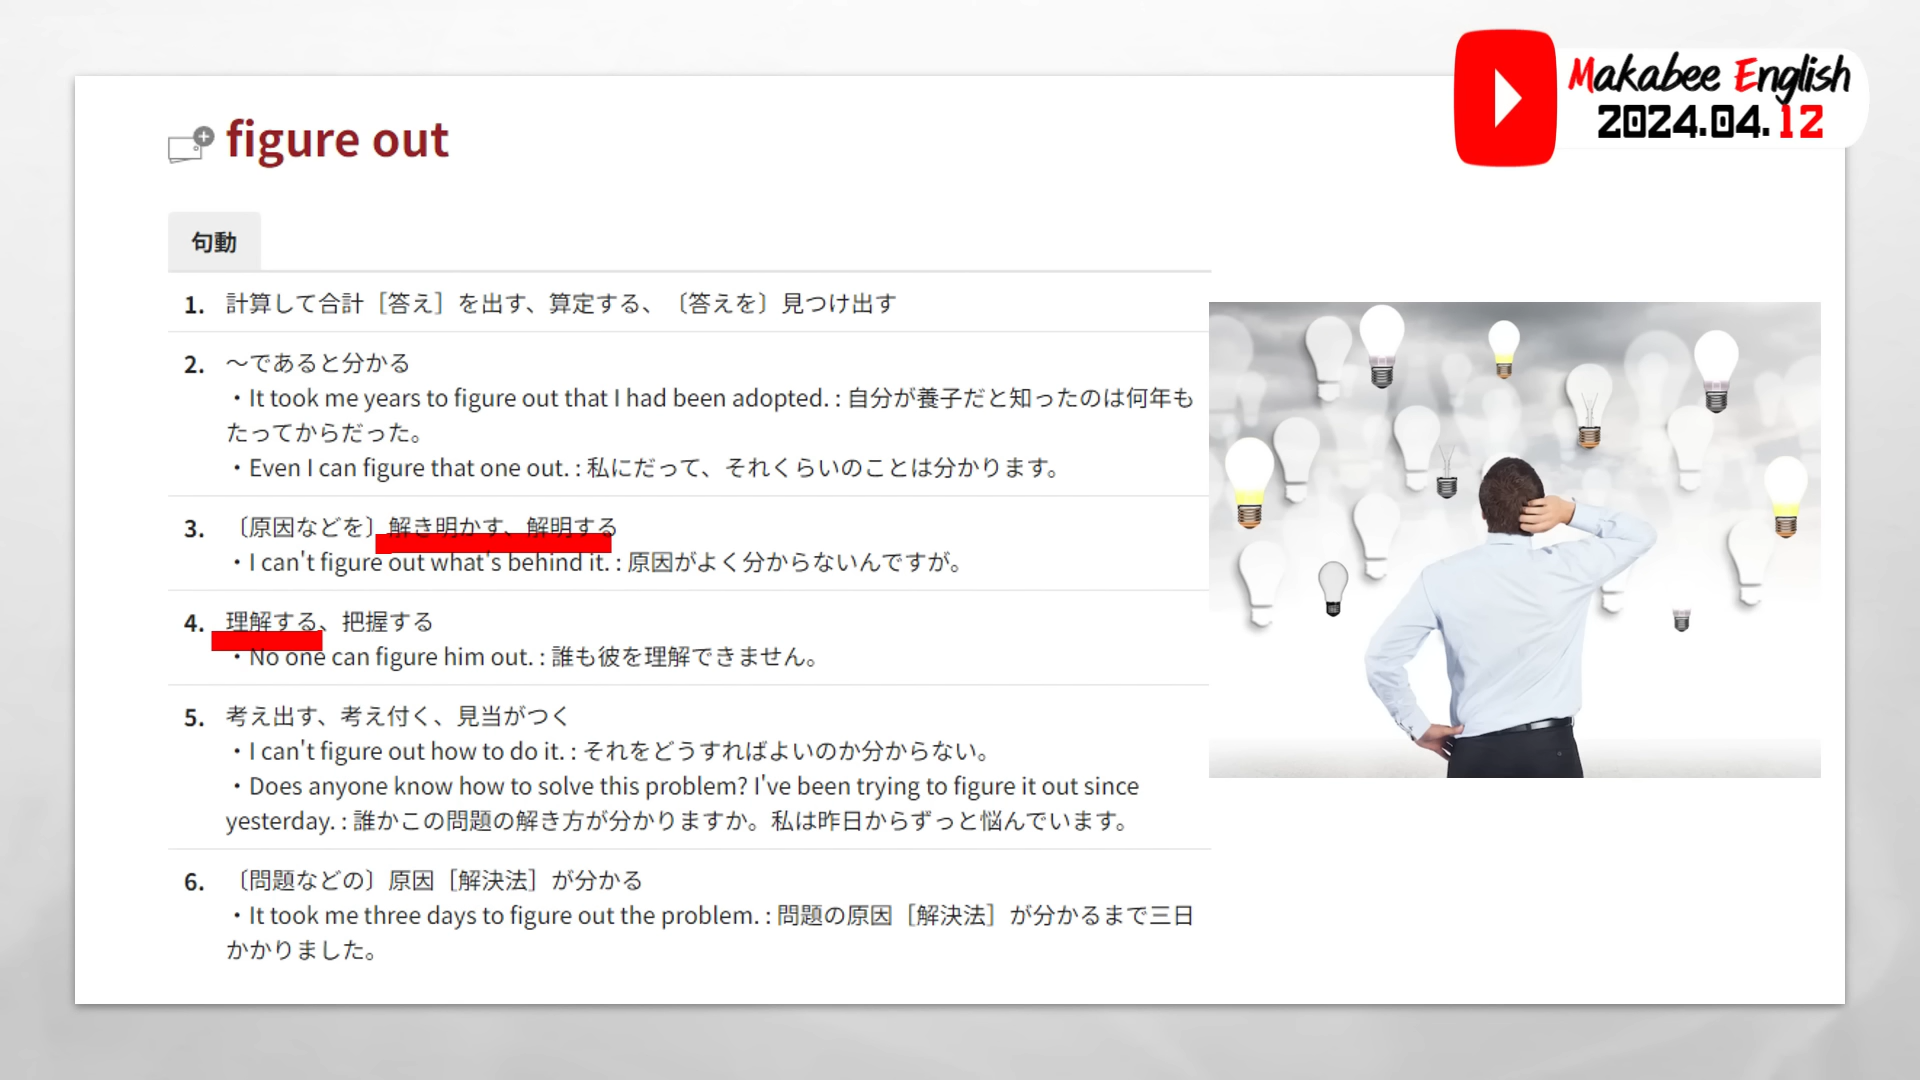 Makabee English
2024.04.12
figure out
句動
1. 計算して合計［答え］を出す、算定する、〔答えを〕見つけ出す
2. ～であると分かる
・It took me years to figure out that I had been adopted. : 自分が養子だと知ったのは何年も
たってからだった。
・Even I can figure that one out. : 私にだって、それくらいのことは分かります。
3. 〔原因などを〕解き明かす、解明する
・I can't figure out what's behind it. : 原因がよく分からないんですが。
4. 理解する、把握する
・No one can figure him out. : 誰も彼を理解できません。
5. 考え出す、考え付く、見当がつく
・I can't figure out how to do it. : それをどうすればよいのか分からない。
・Does anyone know how to solve this problem? I've been trying to figure it out since
yesterday. : 誰かこの問題の解き方が分かりますか。私は昨日からずっと悩んでいます。
6. 〔問題などの〕原因［解決法］が分かる
・It took me three days to figure out the problem. : 問題の原因［解決法］が分かるまで三日
かかりました。